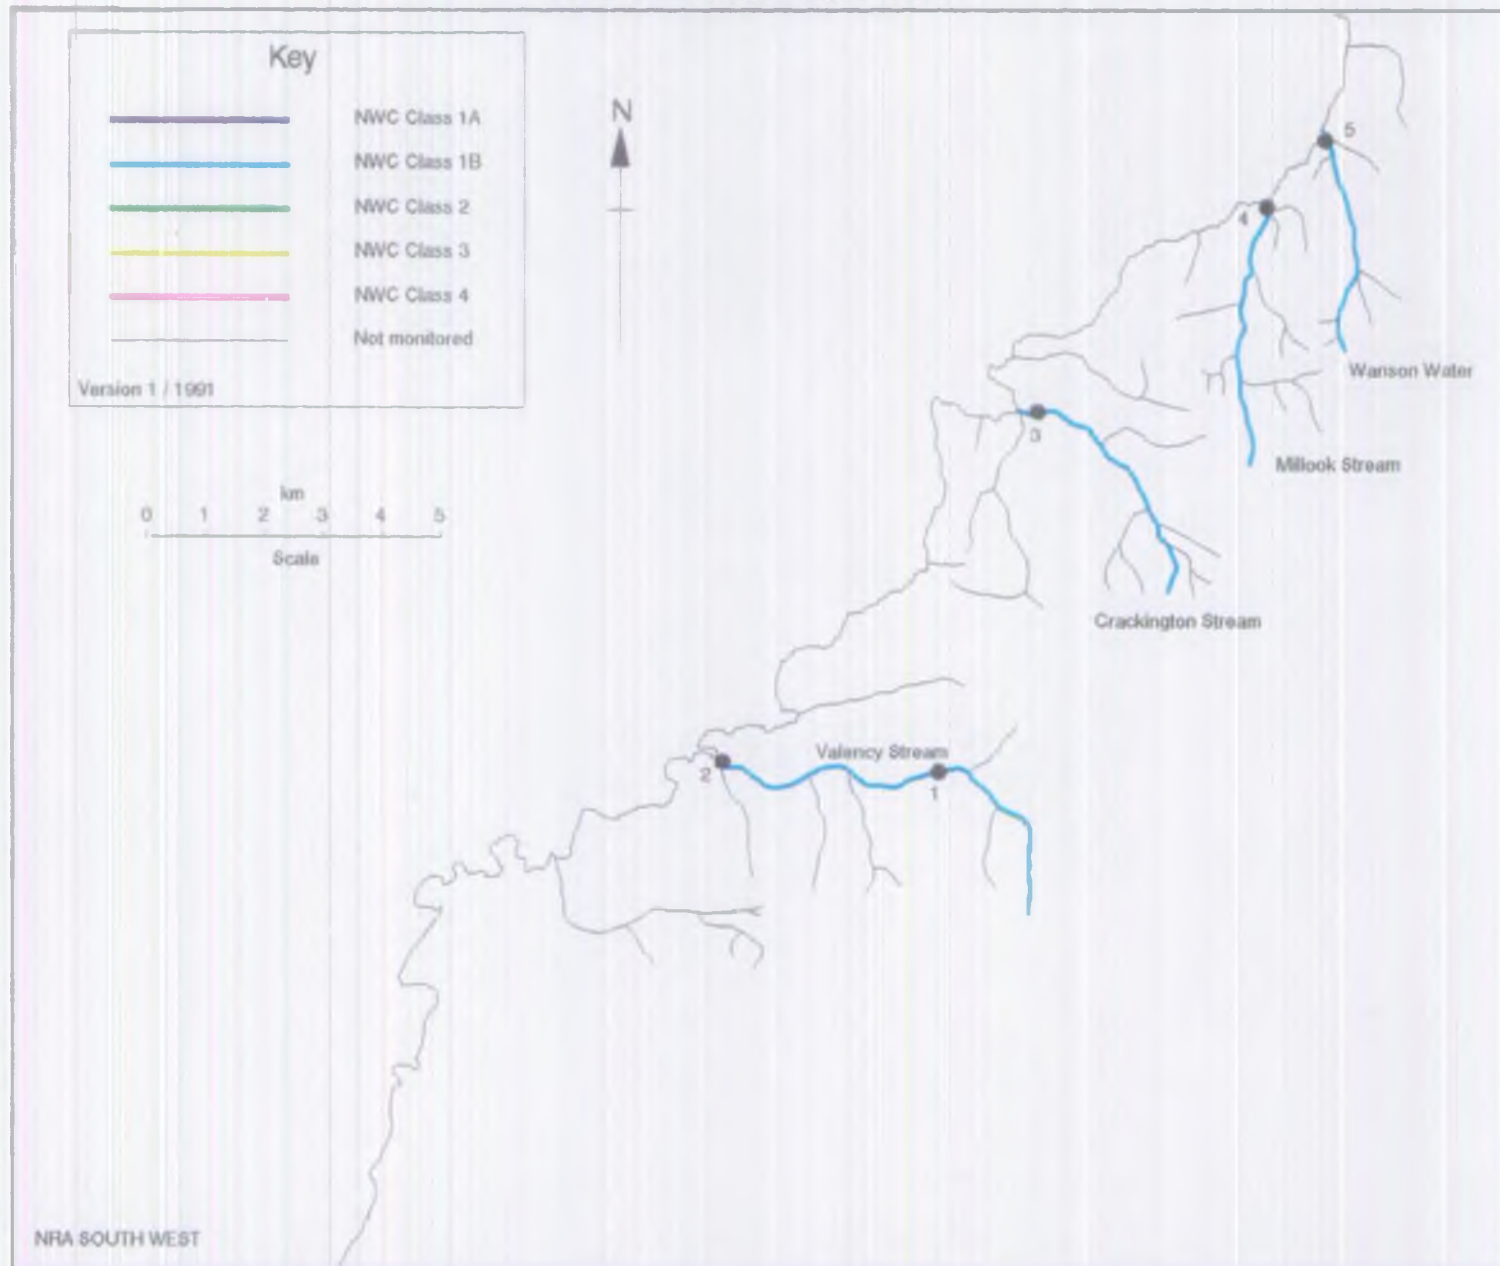 Key
NWC Class 1A
NWC Class 1B
NWC Class 2
NWC Class 3
NWC Class 4
Not monitored
Version 1 / 1991
N
km
0 1 2 3 4 5
Scale
5
4
Wanson Water
3
Millook Stream
Crackington Stream
Valency Stream
2
1
NRA SOUTH WEST